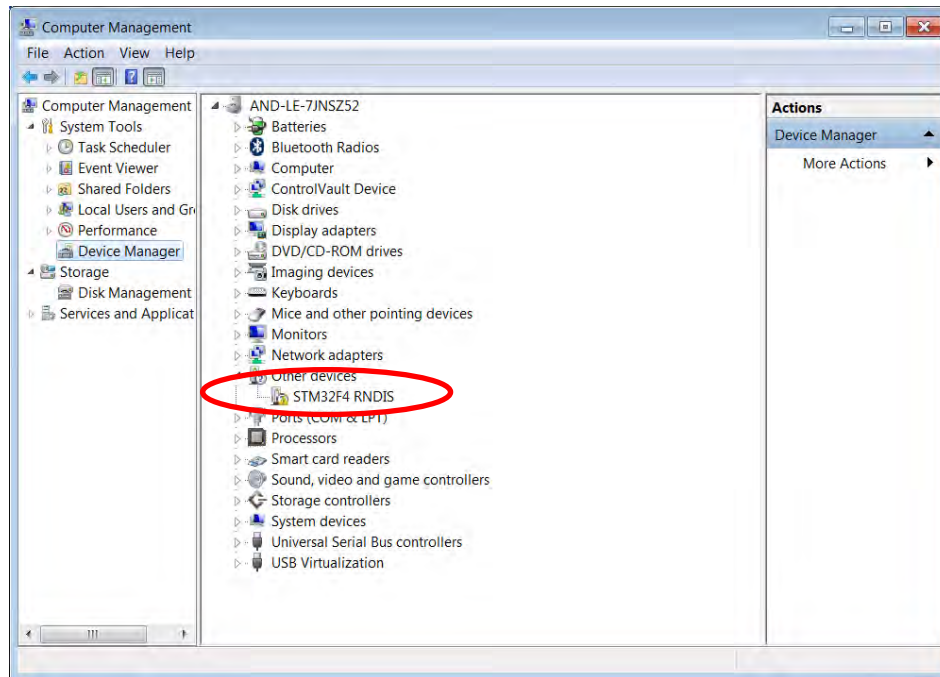 Computer Management
File Action View Help
Computer Management
System Tools
Task Scheduler
Event Viewer
Shared Folders
Local Users and Gr
Performance
Device Manager
Storage
Disk Management
Services and Applicat
AND-LE-7JNSZ52
Batteries
Bluetooth Radios
Computer
ControlVault Device
Disk drives
Display adapters
DVD/CD-ROM drives
Imaging devices
Keyboards
Mice and other pointing devices
Monitors
Network adapters
Other devices
STM32F4 RNDIS
Ports (COM & LPT)
Processors
Smart card readers
Sound, video and game controllers
Storage controllers
System devices
Universal Serial Bus controllers
USB Virtualization
Actions
Device Manager
More Actions